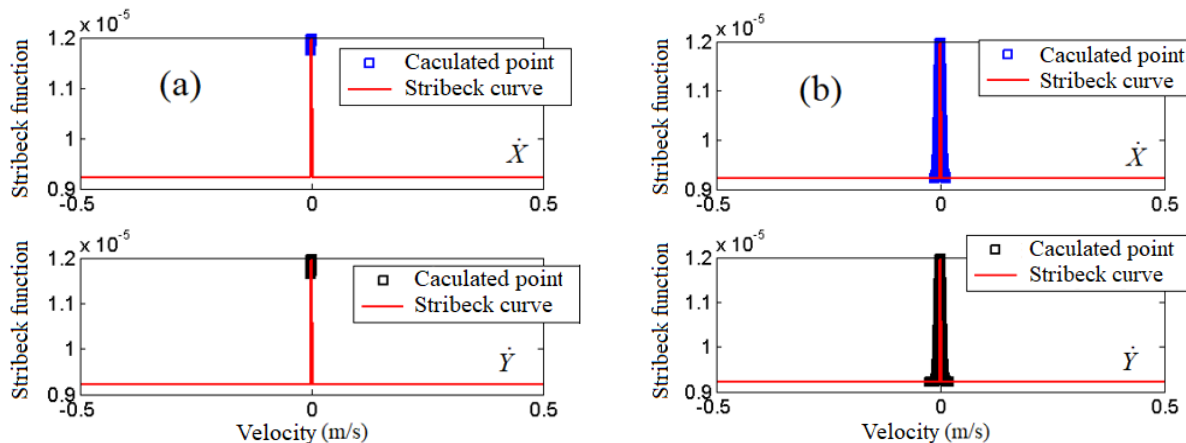 x 10⁻⁵
1.2
1.1
1
0.9
Stribeck function
(a)
Caculated point
Stribeck curve
Ẋ
-0.5
0
0.5
x 10⁻⁵
1.2
1.1
1
0.9
Stribeck function
Caculated point
Stribeck curve
Ẏ
-0.5
0
0.5
Velocity (m/s)
x 10⁻⁵
1.2
1.1
1
0.9
Stribeck function
(b)
Caculated point
Stribeck curve
Ẋ
-0.5
0
0.5
x 10⁻⁵
1.2
1.1
1
0.9
Stribeck function
Caculated point
Stribeck curve
Ẏ
-0.5
0
0.5
Velocity (m/s)